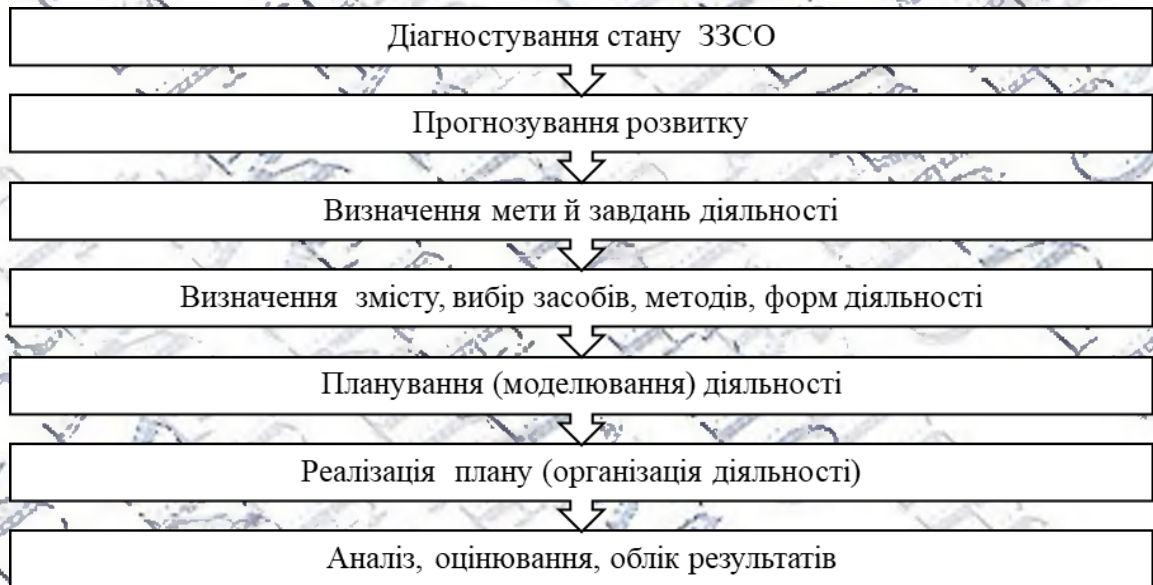 Діагностування стану ЗЗСО
Прогнозування розвитку
Визначення мети й завдань діяльності
Визначення змісту, вибір засобів, методів, форм діяльності
Планування (моделювання) діяльності
Реалізація плану (організація діяльності)
Аналіз, оцінювання, облік результатів